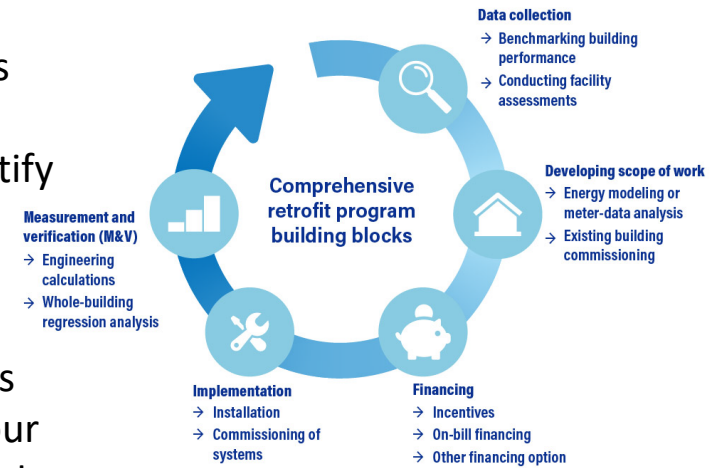 Data collection
→ Benchmarking building
performance
→ Conducting facility
assessments
Developing scope of work
→ Energy modeling or
meter-data analysis
→ Existing building
commissioning
Financing
→ Incentives
→ On-bill financing
→ Other financing option
Implementation
→ Installation
→ Commissioning of
systems
Measurement and
verification (M&V)
→ Engineering
calculations
→ Whole-building
regression analysis
Comprehensive
retrofit program
building blocks